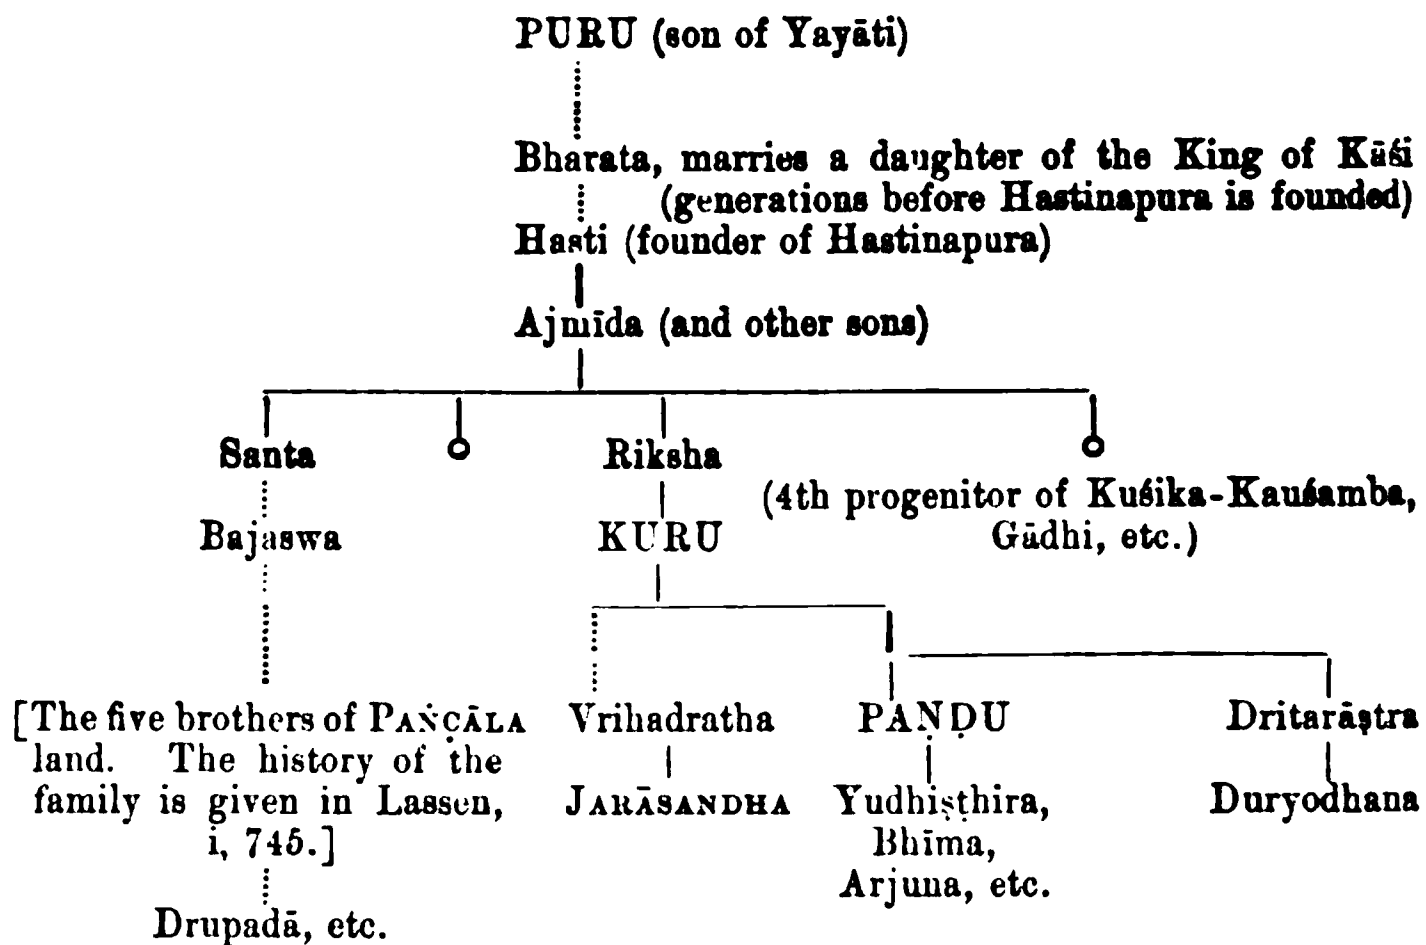 PURU (son of Yayāti)
Bharata, marries a daughter of the King of Kāśi
(generations before Hastinapura is founded)
Hasti (founder of Hastinapura)
Ajmīda (and other sons)
Santa
Riksha
(4th progenitor of Kuśika-Kauśamba,
Gādhi, etc.)
Bajaswa
KURU
[The five brothers of PAṄC̣ĀLA
land. The history of the
family is given in Lassen,
i, 745.]
Drupadā, etc.
Vrihadratha
JARĀSANDHA
PAṆḌU
Yudhiṣṭhira,
Bhīma,
Arjuna, etc.
Dritarāṣtra
Duryodhana